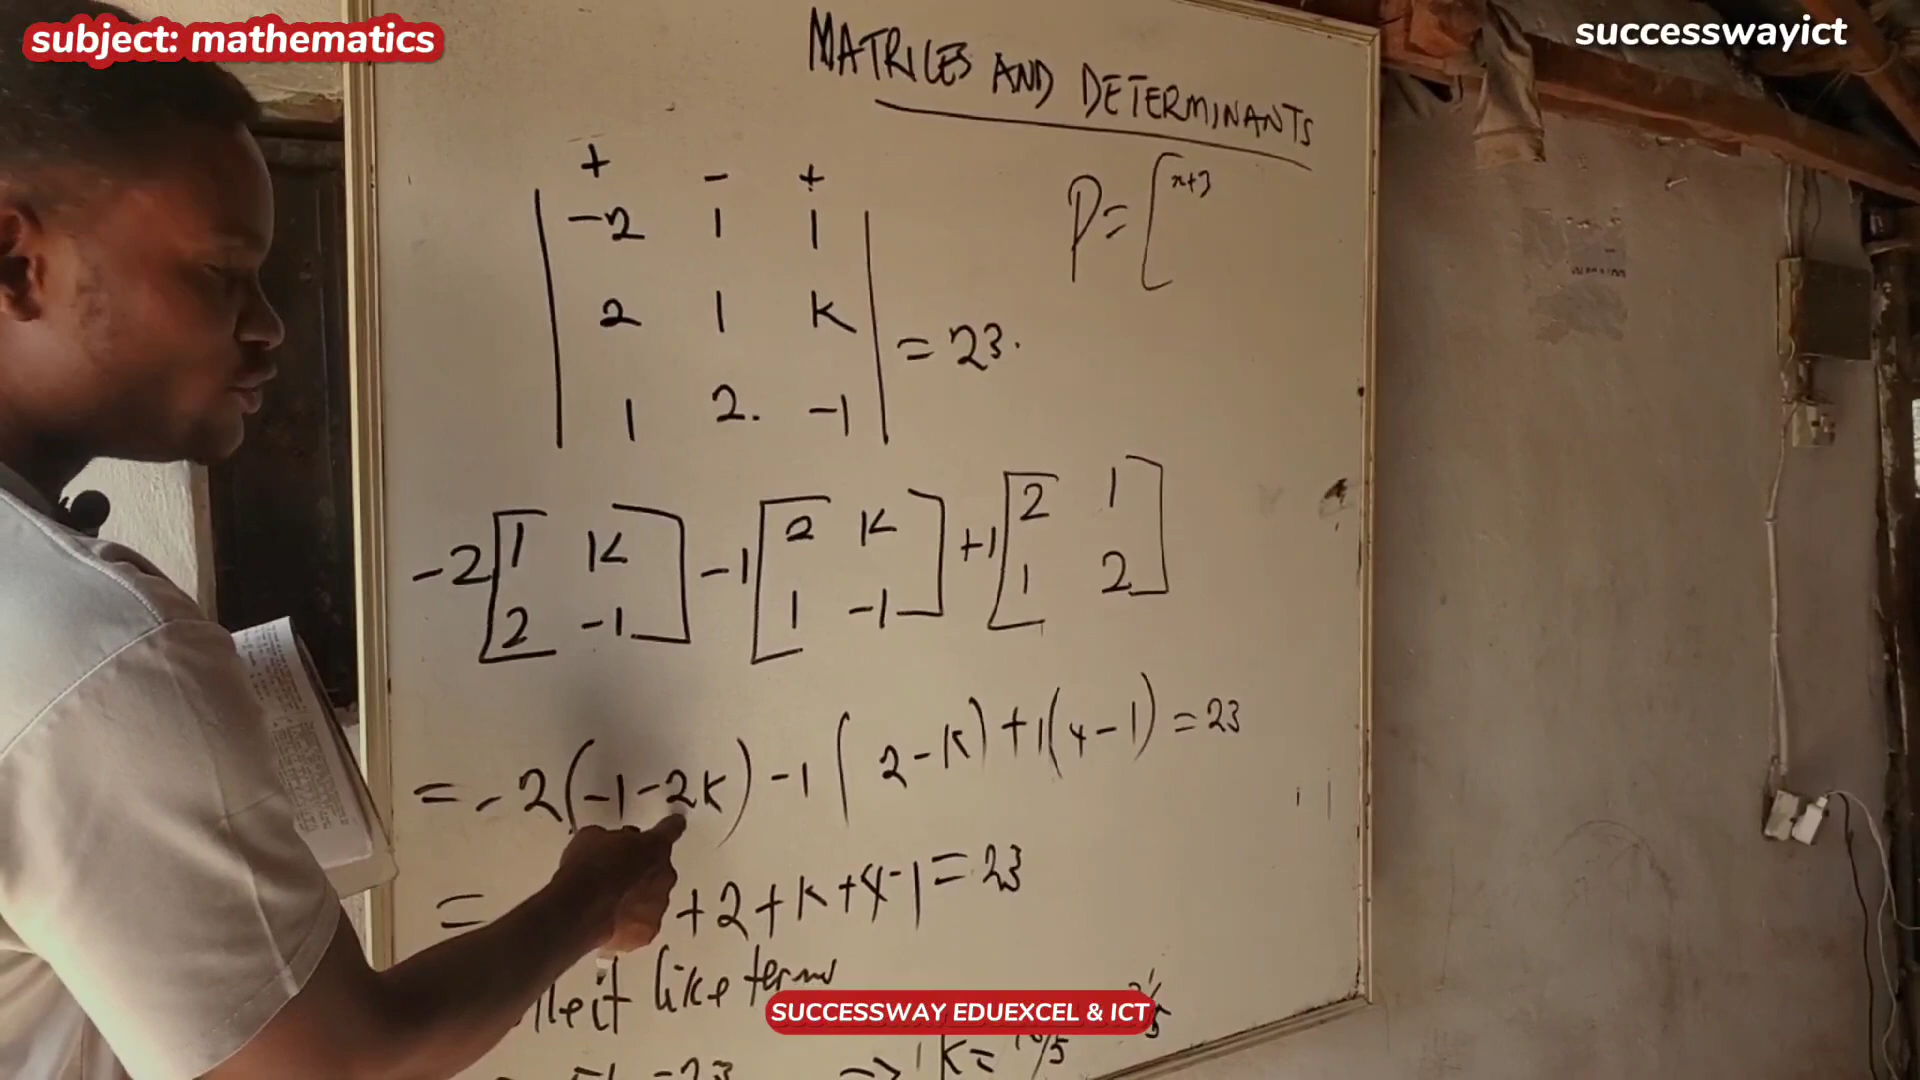 subject: mathematics
successwayict
MATRICES AND DETERMINANTS
+ - +
-2 1 1
2 1 K
1 2. -1
= 23.
P = [ x+3
-2 [ 1 K
2 -1 ] -1 [ 2 K
1 -1 ] +1 [ 2 1
1 2 ]
= -2(-1-2K) -1( 2-K) +1(4-1) = 23
= +2+K+4-1 = 23
like terms
SUCCESSWAY EDUEXCEL & ICT
= 23
K =